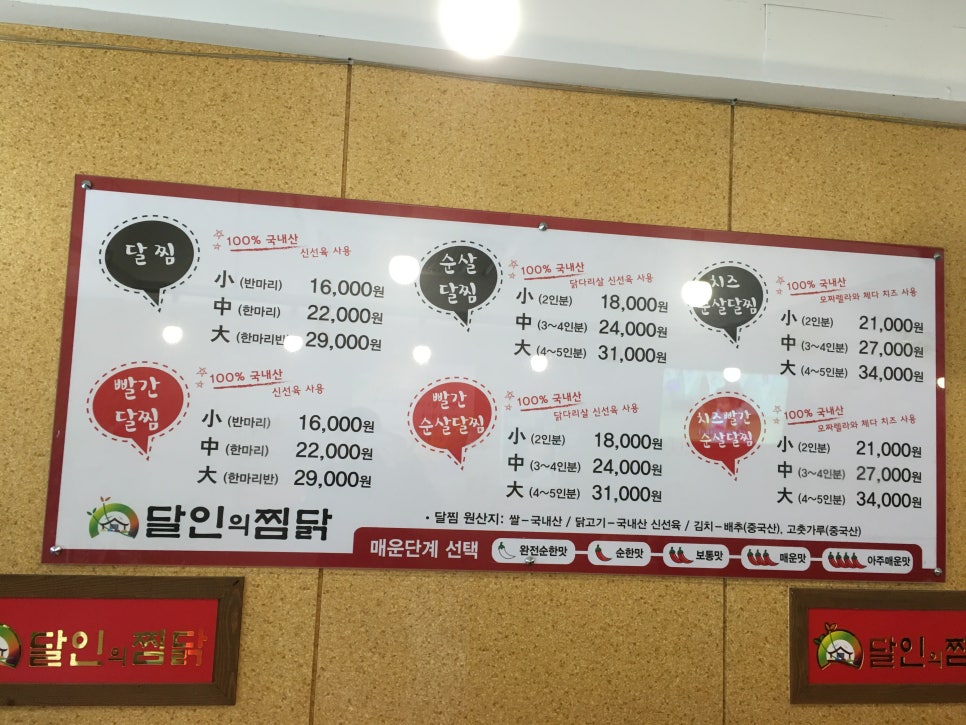 달찜
100% 국내산
신선육 사용
小 (반마리) 16,000원
中 (한마리) 22,000원
大 (한마리반) 29,000원
순살
달찜
100% 국내산
닭다리살 신선육 사용
小 (2인분) 18,000원
中 (3~4인분) 24,000원
大 (4~5인분) 31,000원
치즈
순살달찜
100% 국내산
모짜렐라와 체다 치즈 사용
小 (2인분) 21,000원
中 (3~4인분) 27,000원
大 (4~5인분) 34,000원
빨간
달찜
100% 국내산
신선육 사용
小 (반마리) 16,000원
中 (한마리) 22,000원
大 (한마리반) 29,000원
빨간
순살달찜
100% 국내산
닭다리살 신선육 사용
小 (2인분) 18,000원
中 (3~4인분) 24,000원
大 (4~5인분) 31,000원
치즈빨간
순살달찜
100% 국내산
모짜렐라와 체다 치즈 사용
小 (2인분) 21,000원
中 (3~4인분) 27,000원
大 (4~5인분) 34,000원
달인의찜닭
• 달찜 원산지: 쌀-국내산 / 닭고기-국내산 신선육 / 김치-배추(중국산), 고춧가루(중국산)
매운단계 선택 완전순한맛 순한맛 보통맛 매운맛 아주매운맛
달인의찜닭
달인의찜